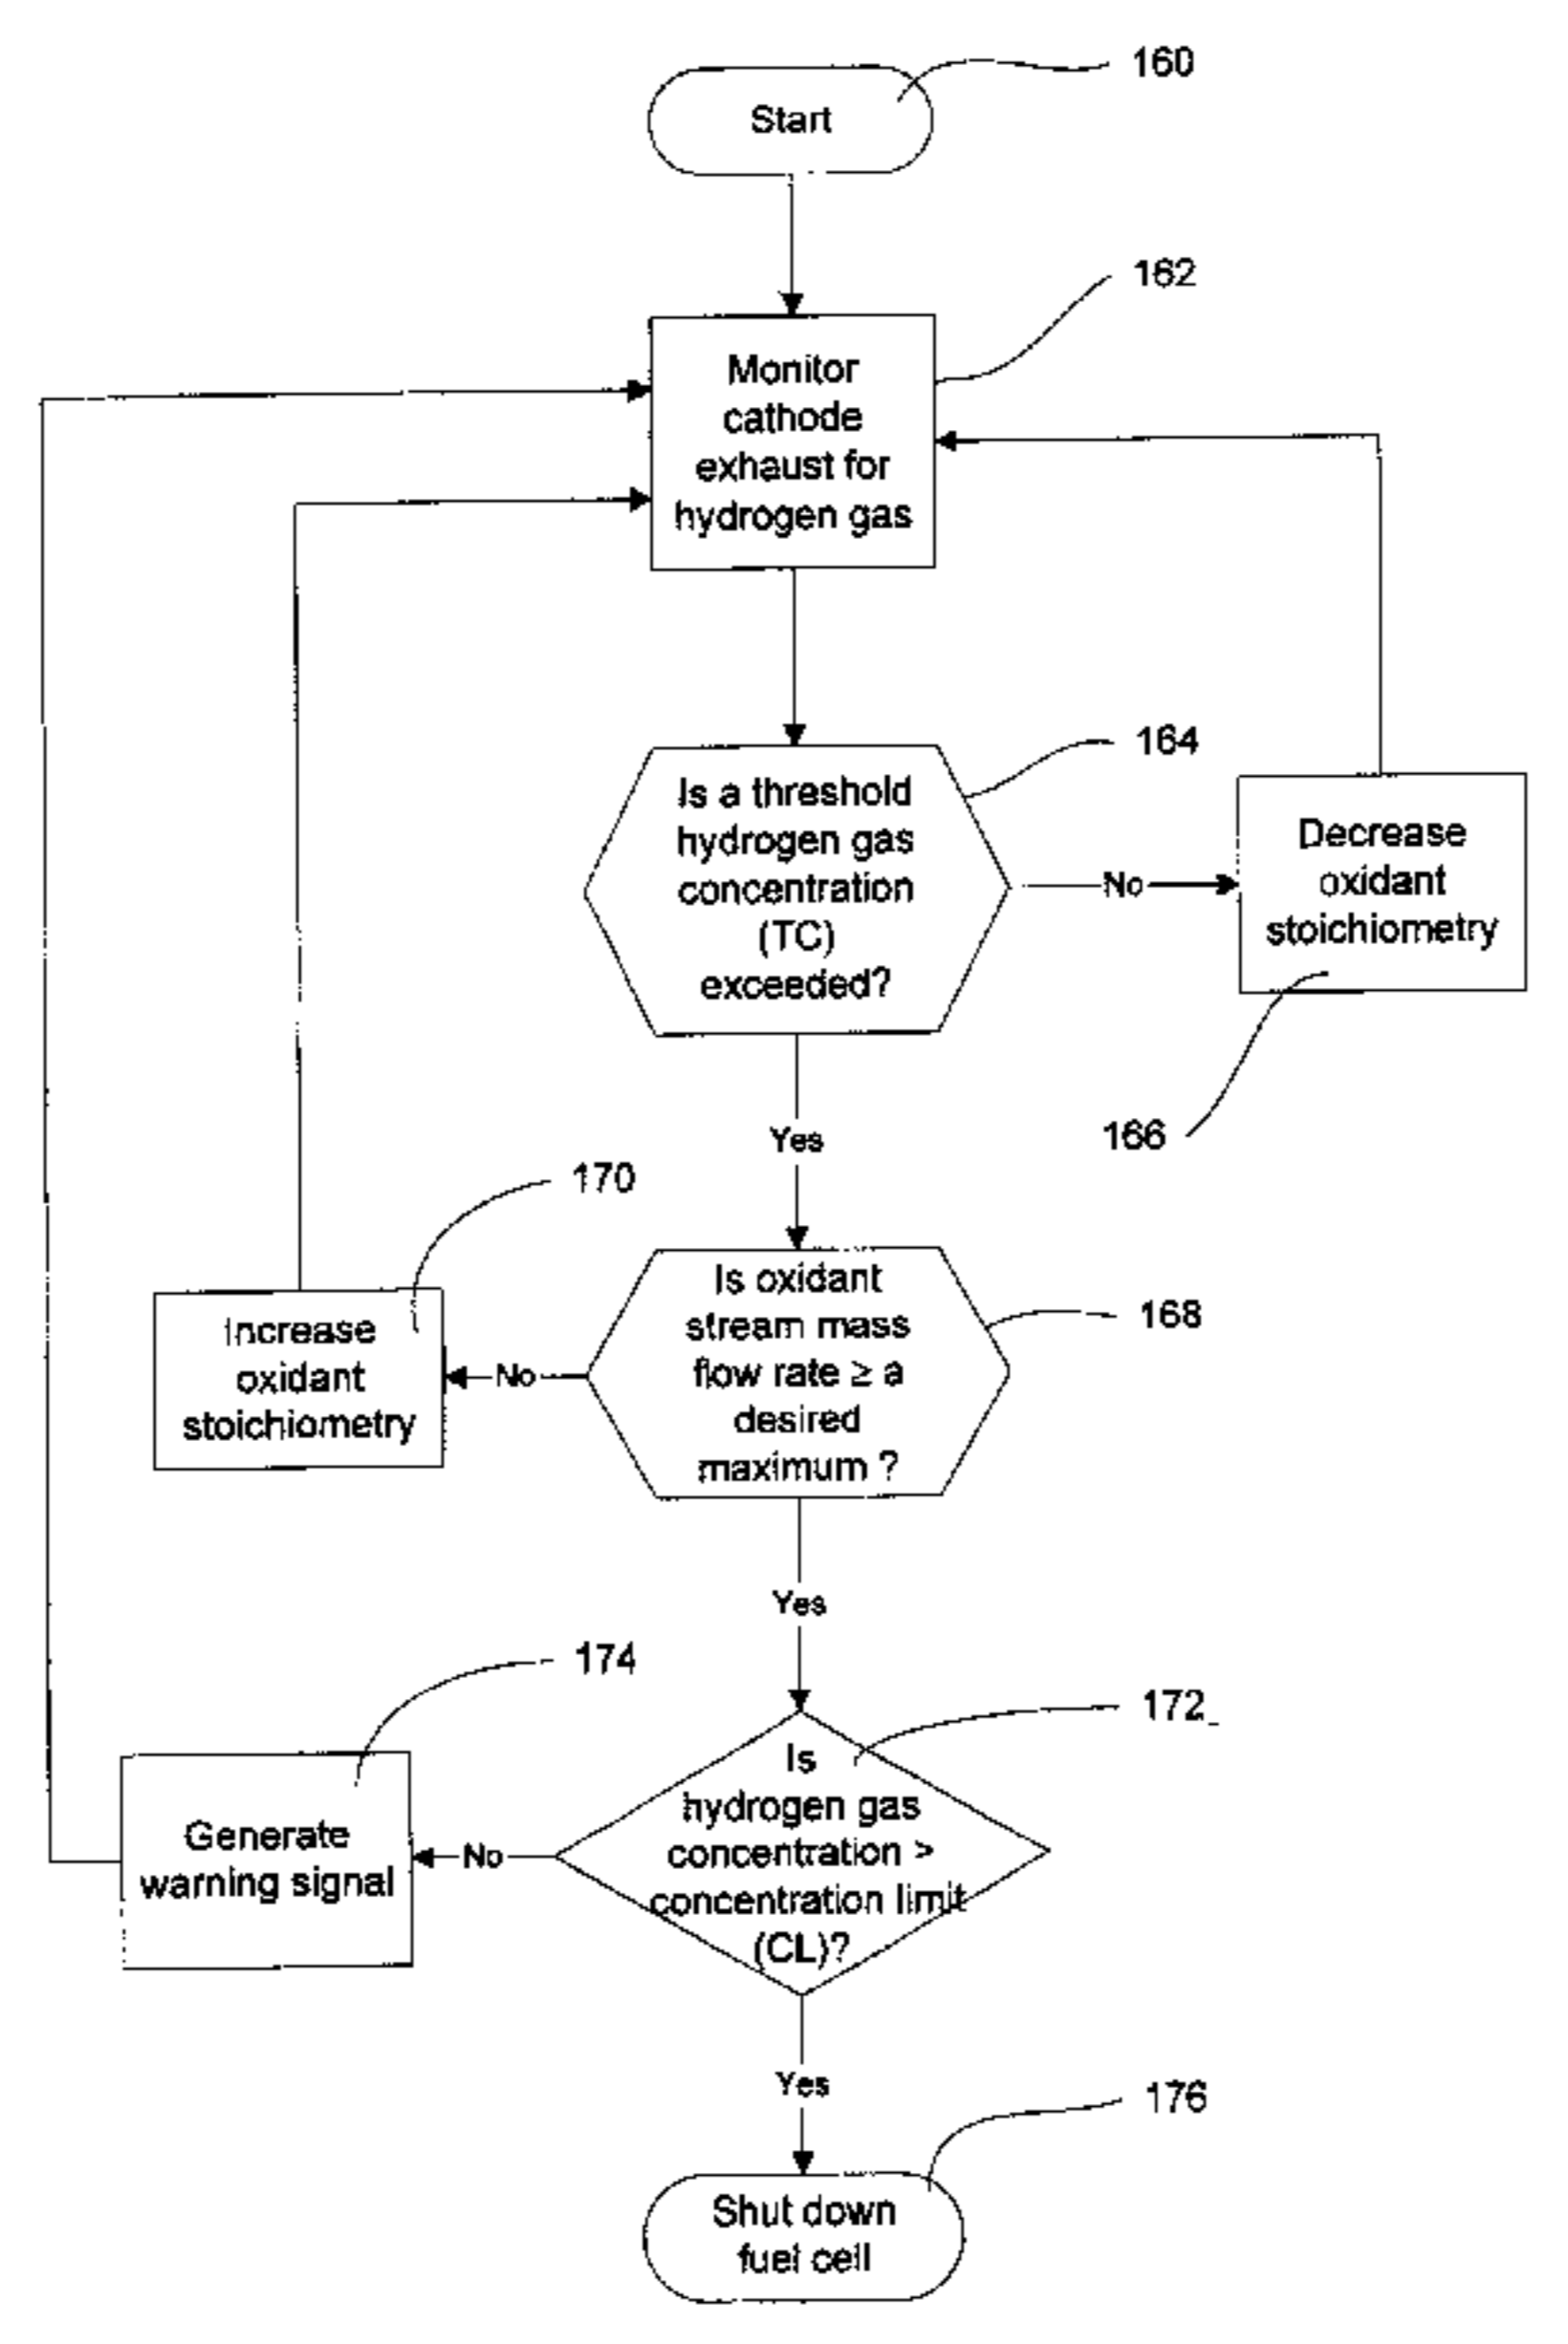 160
Start
162
Monitor
cathode
exhaust for
hydrogen gas
164
Is a threshold
hydrogen gas
concentration
(TC)
exceeded?
No
Decrease
oxidant
stoichiometry
166
Yes
170
Is oxidant
stream mass
flow rate ≥ a
desired
maximum ?
168
No
Increase
oxidant
stoichiometry
Yes
174
172
Is
hydrogen gas
concentration >
concentration limit
(CL)?
No
Generate
warning signal
Yes
176
Shut down
fuel cell